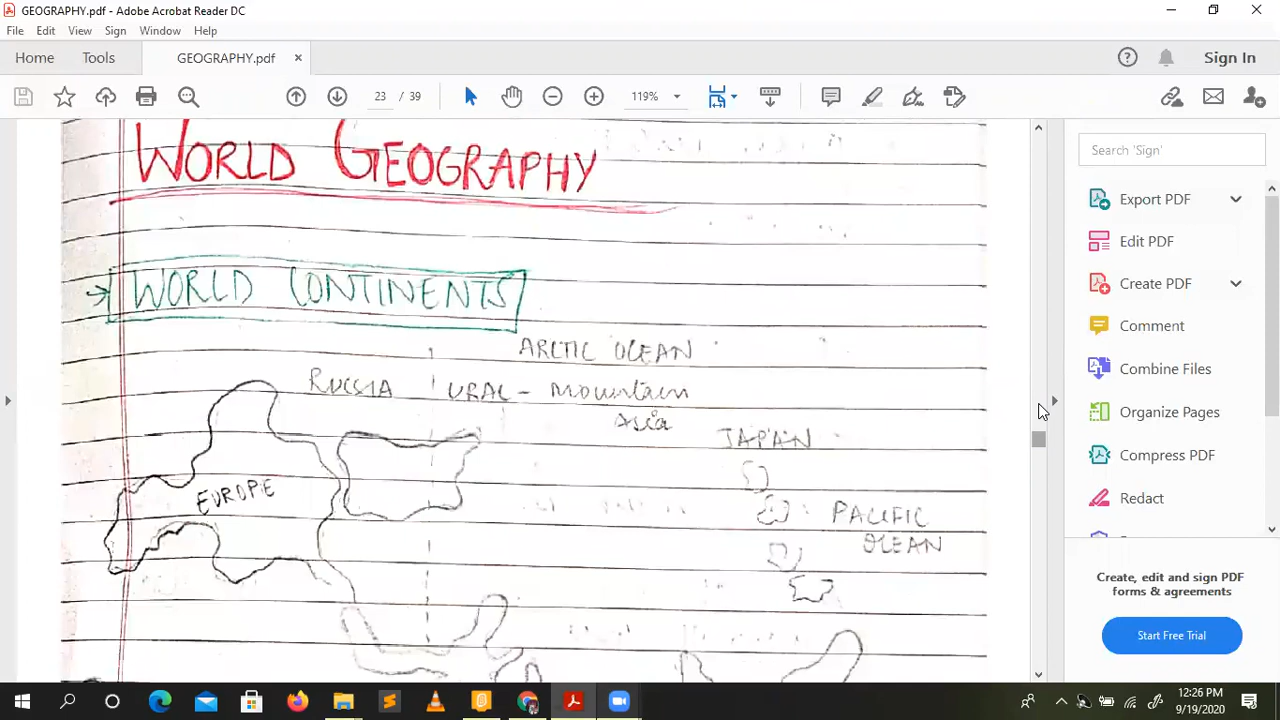 GEOGRAPHY.pdf - Adobe Acrobat Reader DC
File Edit View Sign Window Help
Home Tools GEOGRAPHY.pdf × Sign In
23 / 39 119%
WORLD GEOGRAPHY
→ WORLD CONTINENTS
ARCTIC OCEAN
RUSSIA URAL - mountain
Asia
JAPAN
EUROPE
PACIFIC
OCEAN
Search 'Sign'
Export PDF
Edit PDF
Create PDF
Comment
Combine Files
Organize Pages
Compress PDF
Redact
Create, edit and sign PDF
forms & agreements
Start Free Trial
12:26 PM
9/19/2020